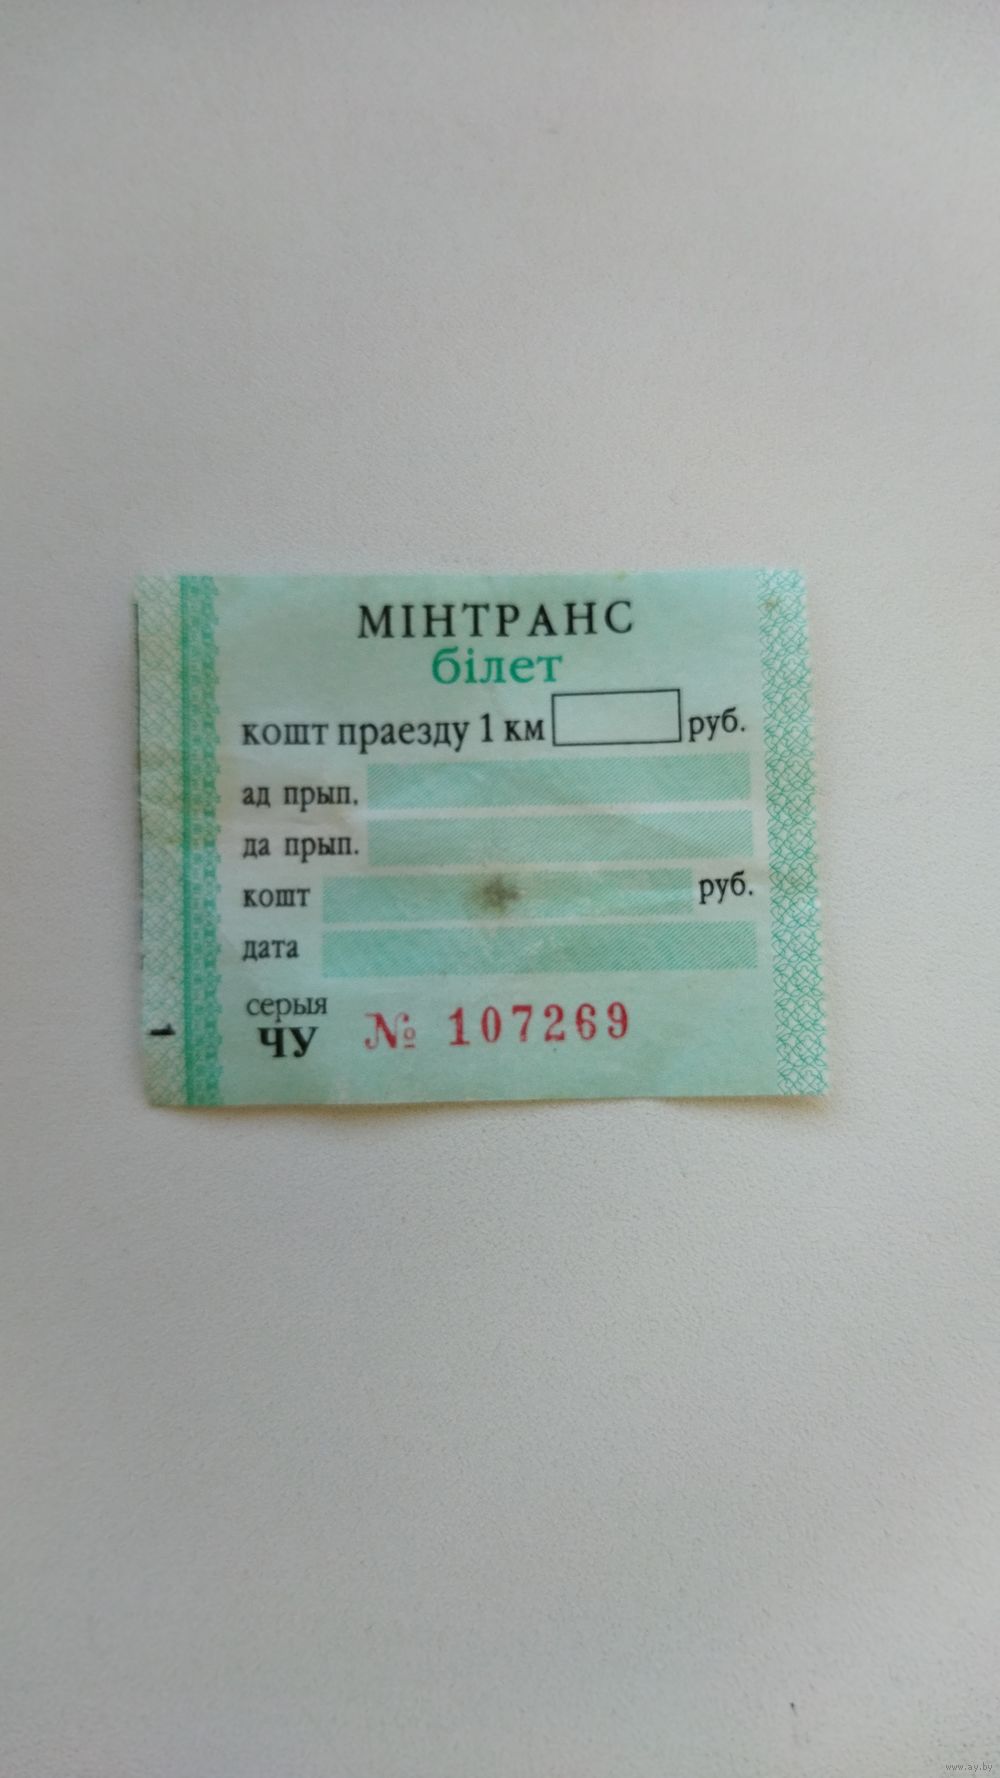 МІНТРАНС
білет
кошт праезду 1 км руб.
ад прып.
да прып.
кошт руб.
дата
серыя
ЧУ № 107269
1
www.ay.by